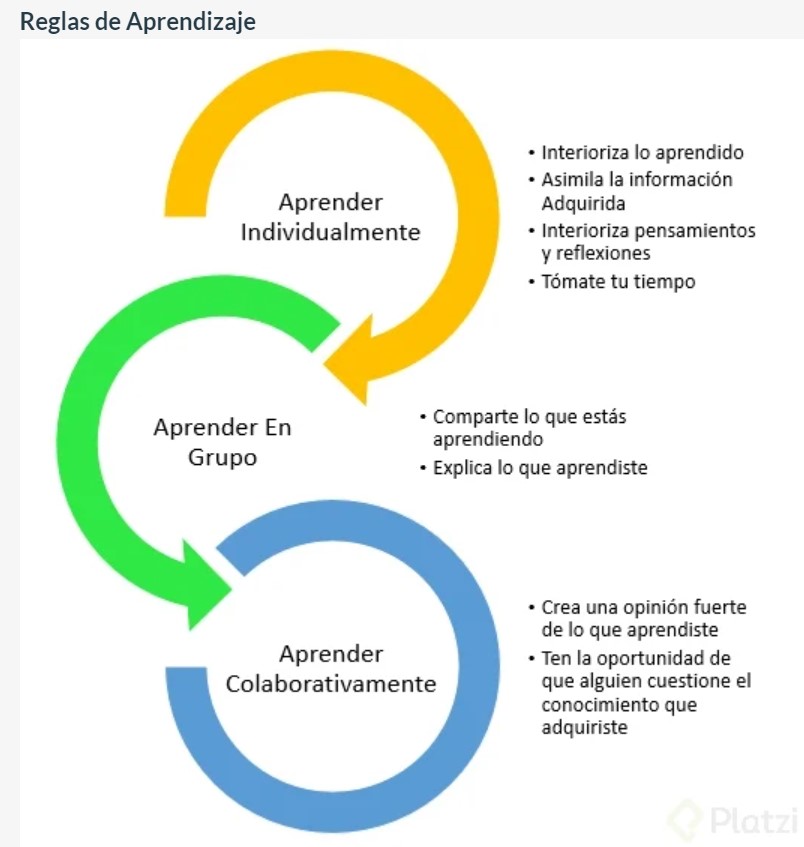 Reglas de Aprendizaje
Aprender
Individualmente
• Interioriza lo aprendido
• Asimila la información
Adquirida
• Interioriza pensamientos
y reflexiones
• Tómate tu tiempo
Aprender En
Grupo
• Comparte lo que estás
aprendiendo
• Explica lo que aprendiste
Aprender
Colaborativamente
• Crea una opinión fuerte
de lo que aprendiste
• Ten la oportunidad de
que alguien cuestione el
conocimiento que
adquiriste
Platzi